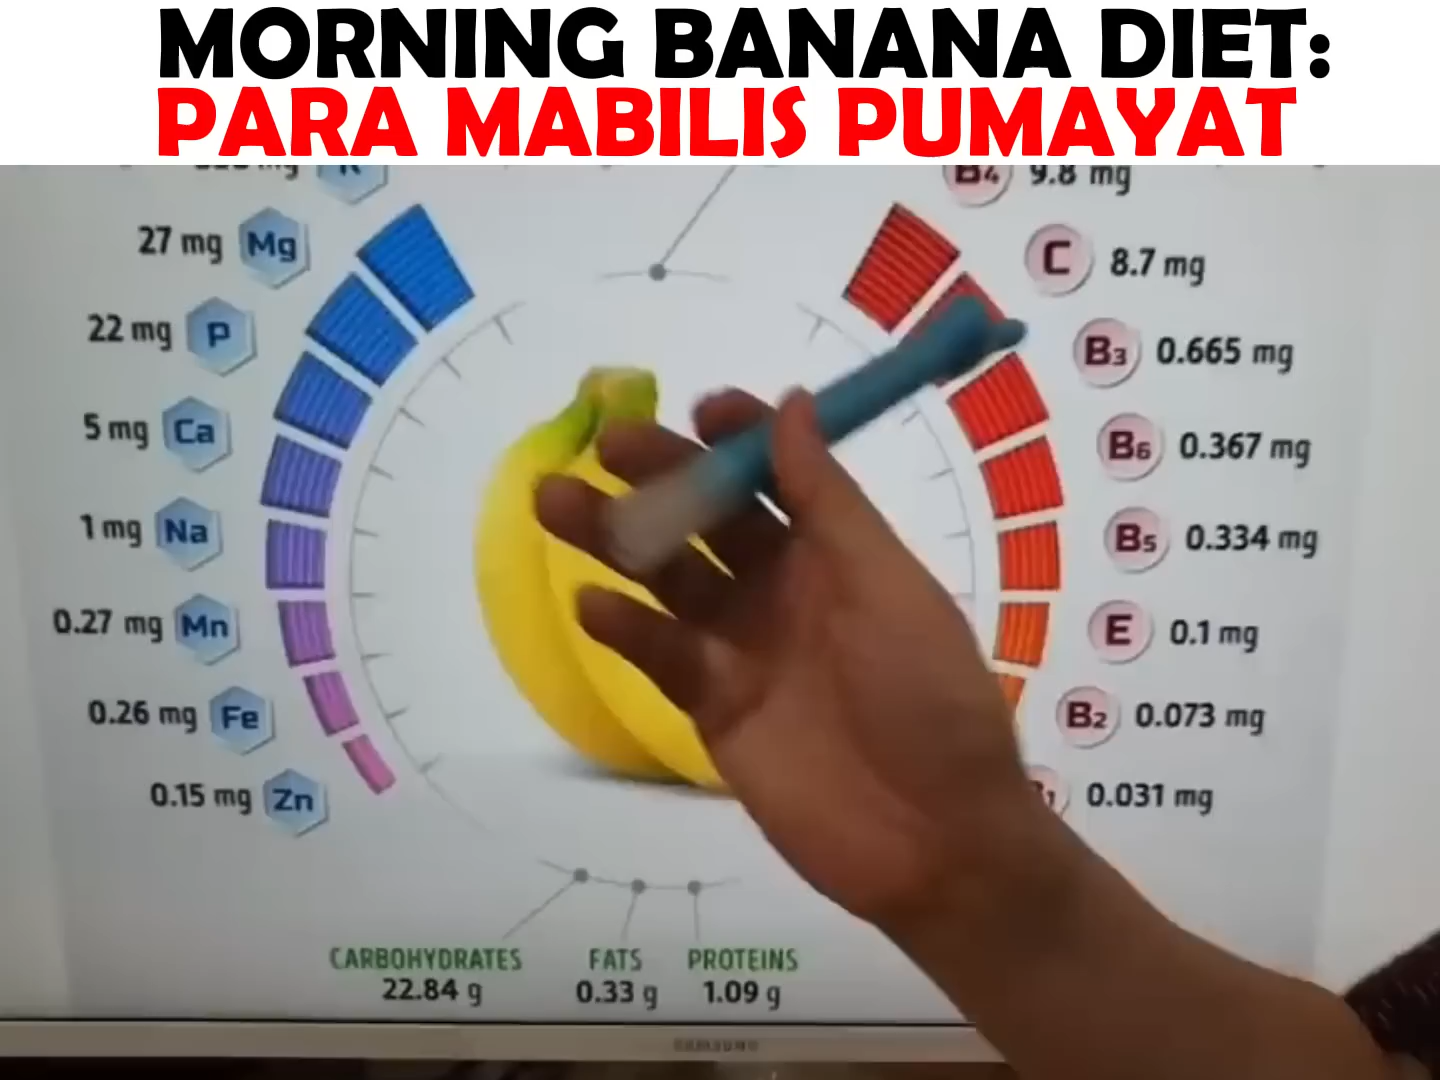 MORNING BANANA DIET:
PARA MABILIS PUMAYAT
B4 9.8 mg
27 mg Mg
C 8.7 mg
22 mg P
B3 0.665 mg
5 mg Ca
B6 0.367 mg
1 mg Na
B5 0.334 mg
0.27 mg Mn
E 0.1 mg
0.26 mg Fe
B2 0.073 mg
0.15 mg Zn
0.031 mg
CARBOHYDRATES FATS PROTEINS
22.84 g 0.33 g 1.09 g
SAMSUNG